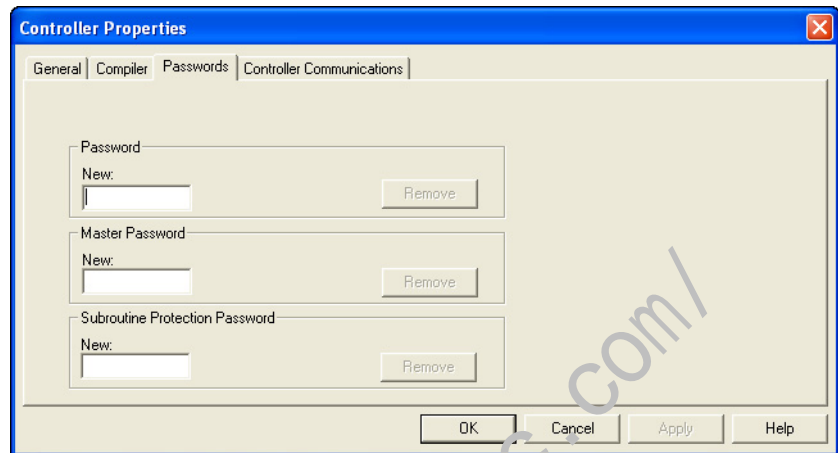 Controller Properties
General Compiler Passwords Controller Communications
Password
New:
Remove
Master Password
New:
Remove
Subroutine Protection Password
New:
Remove
OK Cancel Apply Help
.com/